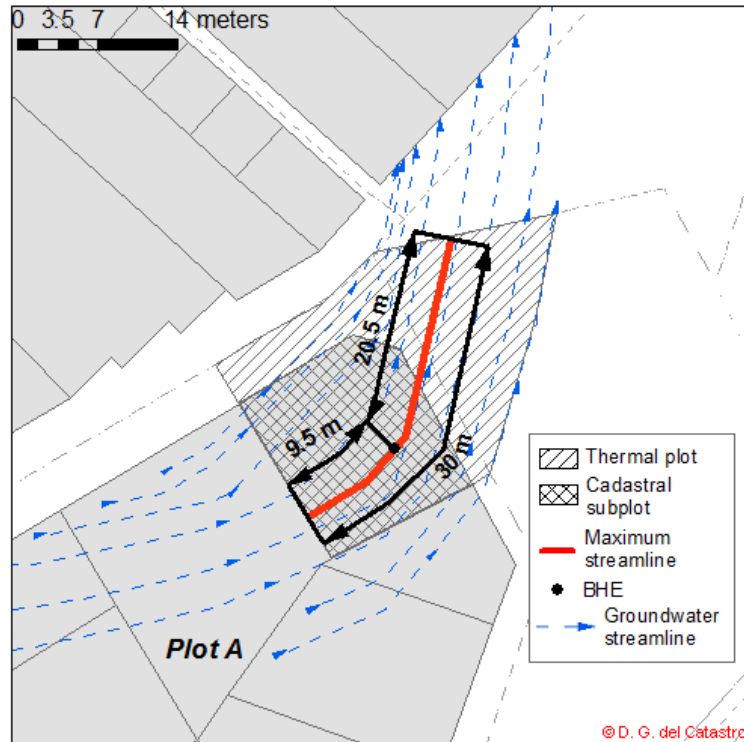 0 3.5 7 14 meters
20.5 m
9.5 m
30 m
Plot A
Thermal plot
Cadastral
subplot
Maximum
streamline
BHE
Groundwater
streamline
© D. G. del Catastro